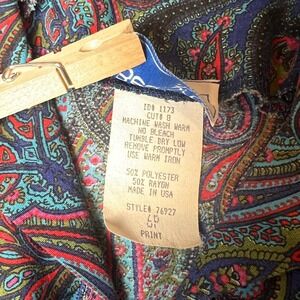 ID# 1173
CUT# B
MACHINE WASH WARM
NO BLEACH
TUMBLE DRY LOW
REMOVE PROMPTLY
USE WARM IRON
50% POLYESTER
50% RAYON
MADE IN USA
STYLE# 76927
PRINT